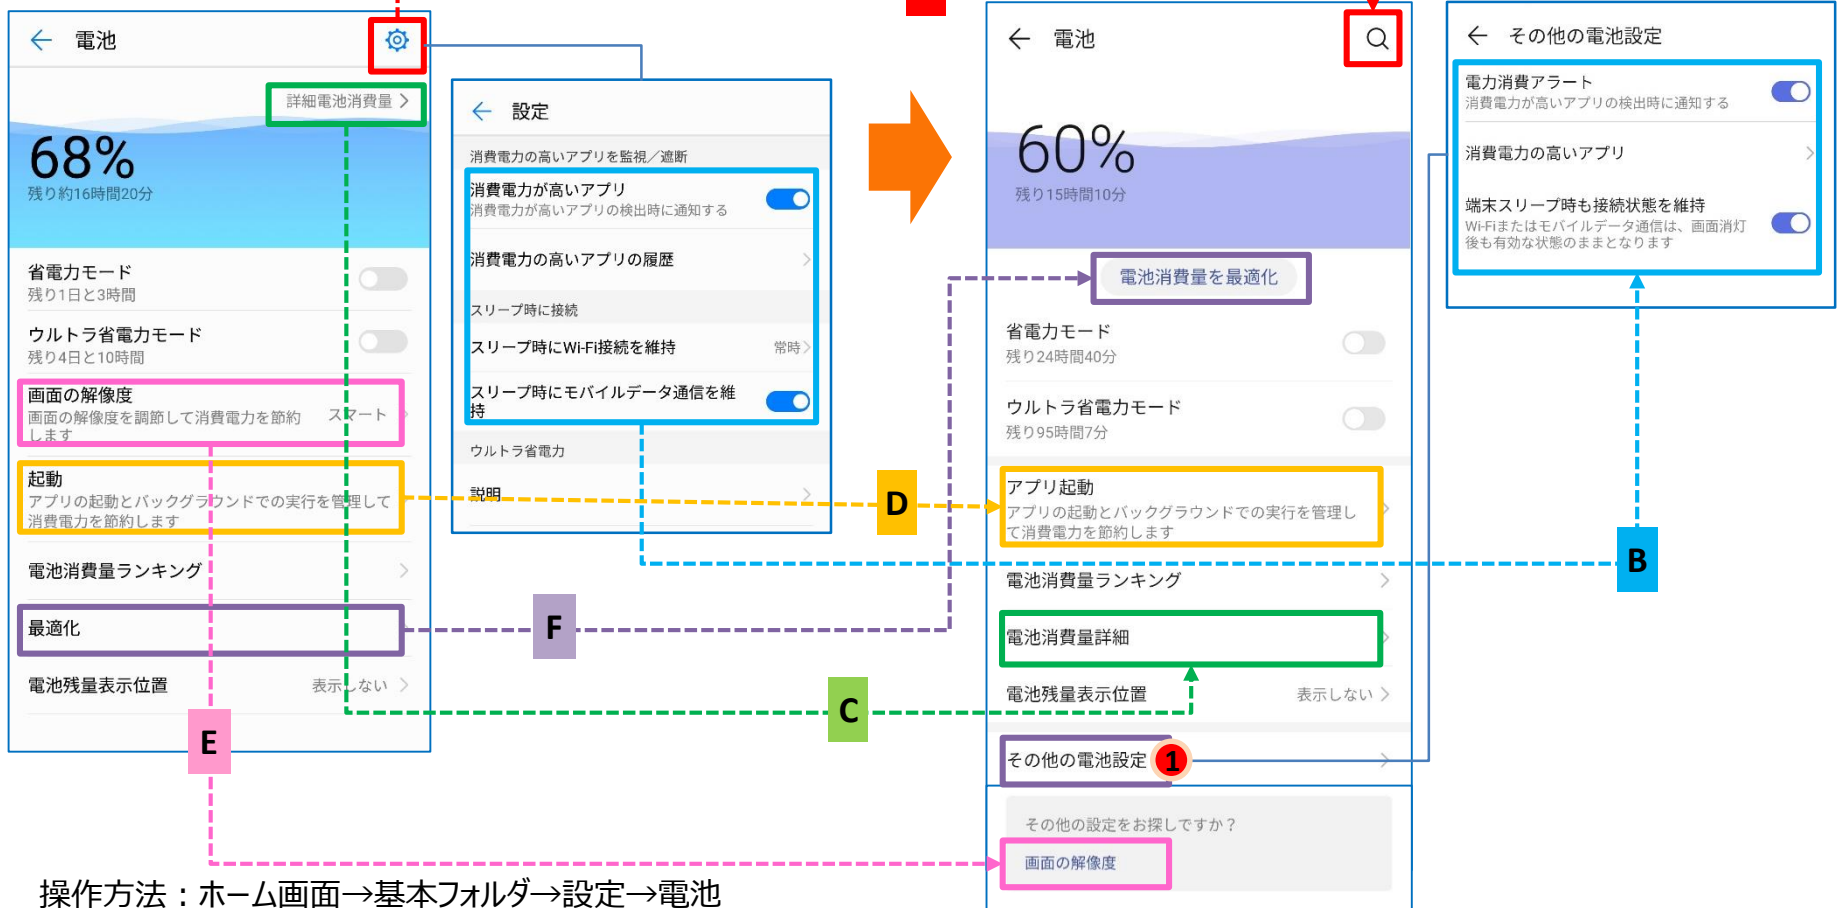 電池
詳細電池消費量
68%
残り約16時間20分
省電力モード
残り1日と3時間
ウルトラ省電力モード
残り4日と10時間
画面の解像度
画面の解像度を調節して消費電力を節約
します
スマート
起動
アプリの起動とバックグラウンドでの実行を管理して
消費電力を節約します
電池消費量ランキング
最適化
電池残量表示位置
表示しない
設定
消費電力の高いアプリを監視／遮断
消費電力が高いアプリ
消費電力が高いアプリの検出時に通知する
消費電力の高いアプリの履歴
スリープ時に接続
スリープ時にWi-Fi接続を維持
常時
スリープ時にモバイルデータ通信を維
持
ウルトラ省電力
説明
D
F
C
E
B
電池
60%
残り15時間10分
電池消費量を最適化
省電力モード
残り24時間40分
ウルトラ省電力モード
残り95時間7分
アプリ起動
アプリの起動とバックグラウンドでの実行を管理し
て消費電力を節約します
電池消費量ランキング
電池消費量詳細
電池残量表示位置
表示しない
その他の電池設定
1
その他の設定をお探しですか？
画面の解像度
その他の電池設定
電力消費アラート
消費電力が高いアプリの検出時に通知する
消費電力の高いアプリ
端末スリープ時も接続状態を維持
Wi-Fiまたはモバイルデータ通信は、画面消灯
後も有効な状態のままとなります
操作方法：ホーム画面→基本フォルダ→設定→電池